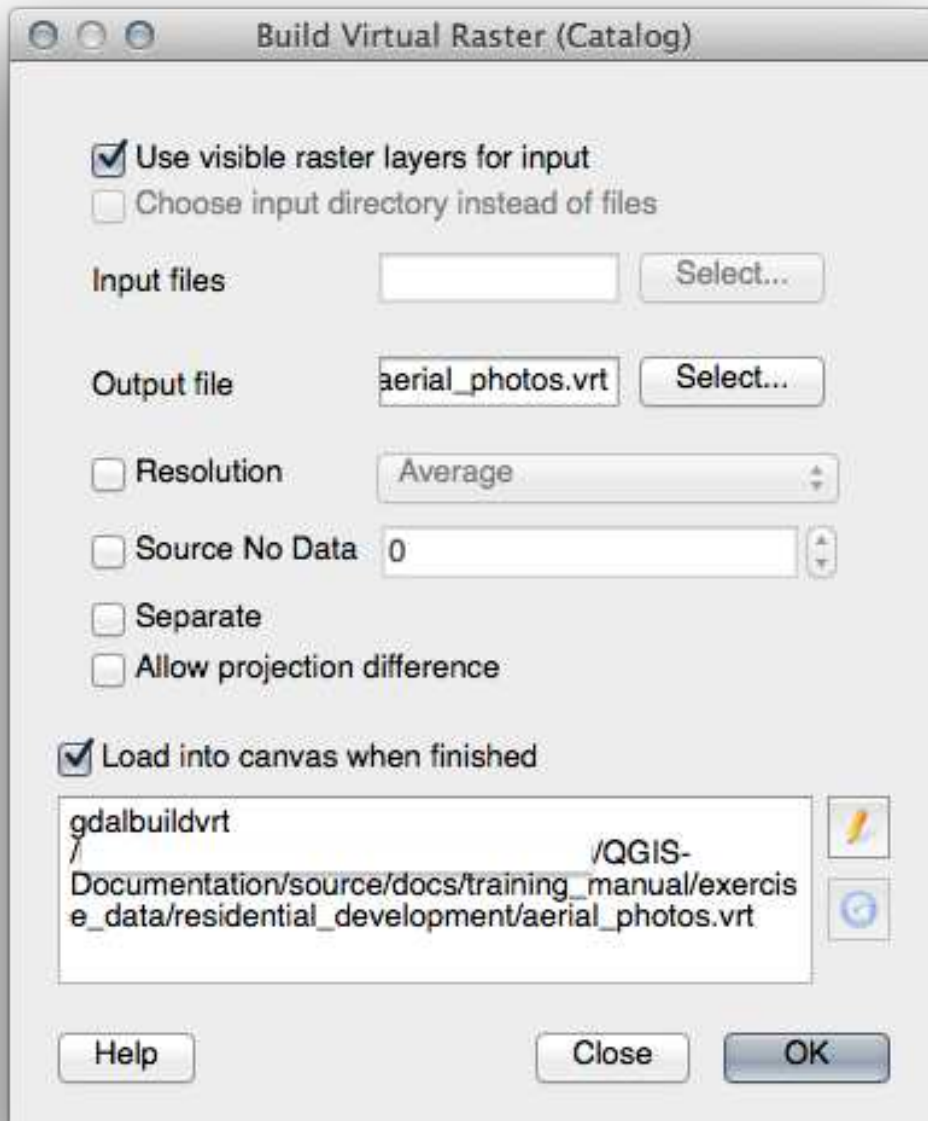 Build Virtual Raster (Catalog)
Use visible raster layers for input
Choose input directory instead of files
Input files
Select...
Output file
aerial_photos.vrt
Select...
Resolution
Average
Source No Data
0
Separate
Allow projection difference
Load into canvas when finished
gdalbuildvrt
/ /QGIS-
Documentation/source/docs/training_manual/exercis
e_data/residential_development/aerial_photos.vrt
Help
Close
OK